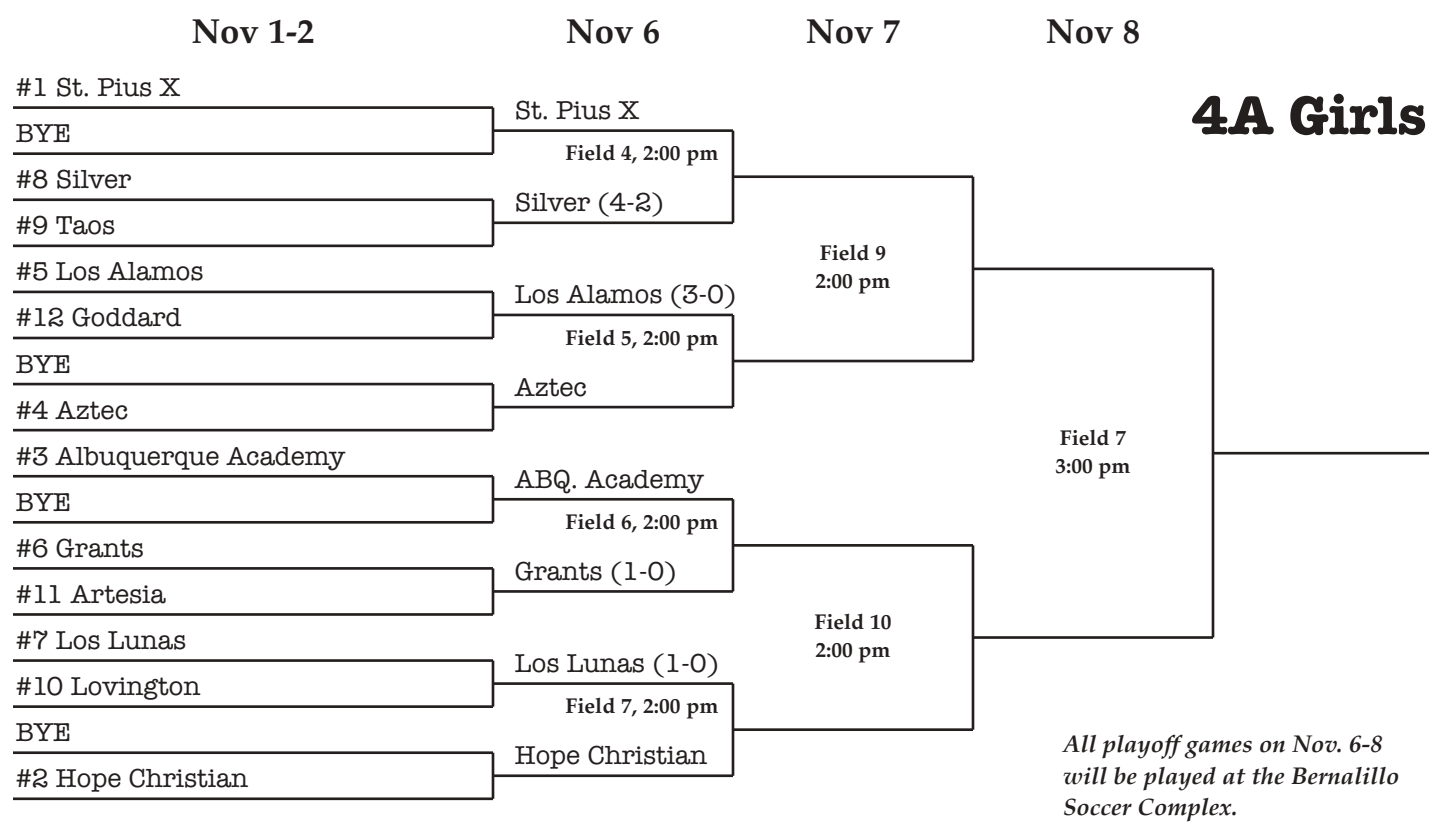 Nov 1-2
Nov 6
Nov 7
Nov 8
4A Girls
#1 St. Pius X
BYE
#8 Silver
#9 Taos
#5 Los Alamos
#12 Goddard
BYE
#4 Aztec
#3 Albuquerque Academy
BYE
#6 Grants
#11 Artesia
#7 Los Lunas
#10 Lovington
BYE
#2 Hope Christian
St. Pius X
Field 4, 2:00 pm
Silver (4-2)
Los Alamos (3-0)
Field 5, 2:00 pm
Aztec
ABQ. Academy
Field 6, 2:00 pm
Grants (1-0)
Los Lunas (1-0)
Field 7, 2:00 pm
Hope Christian
Field 9
2:00 pm
Field 10
2:00 pm
Field 7
3:00 pm
All playoff games on Nov. 6-8
will be played at the Bernalillo
Soccer Complex.